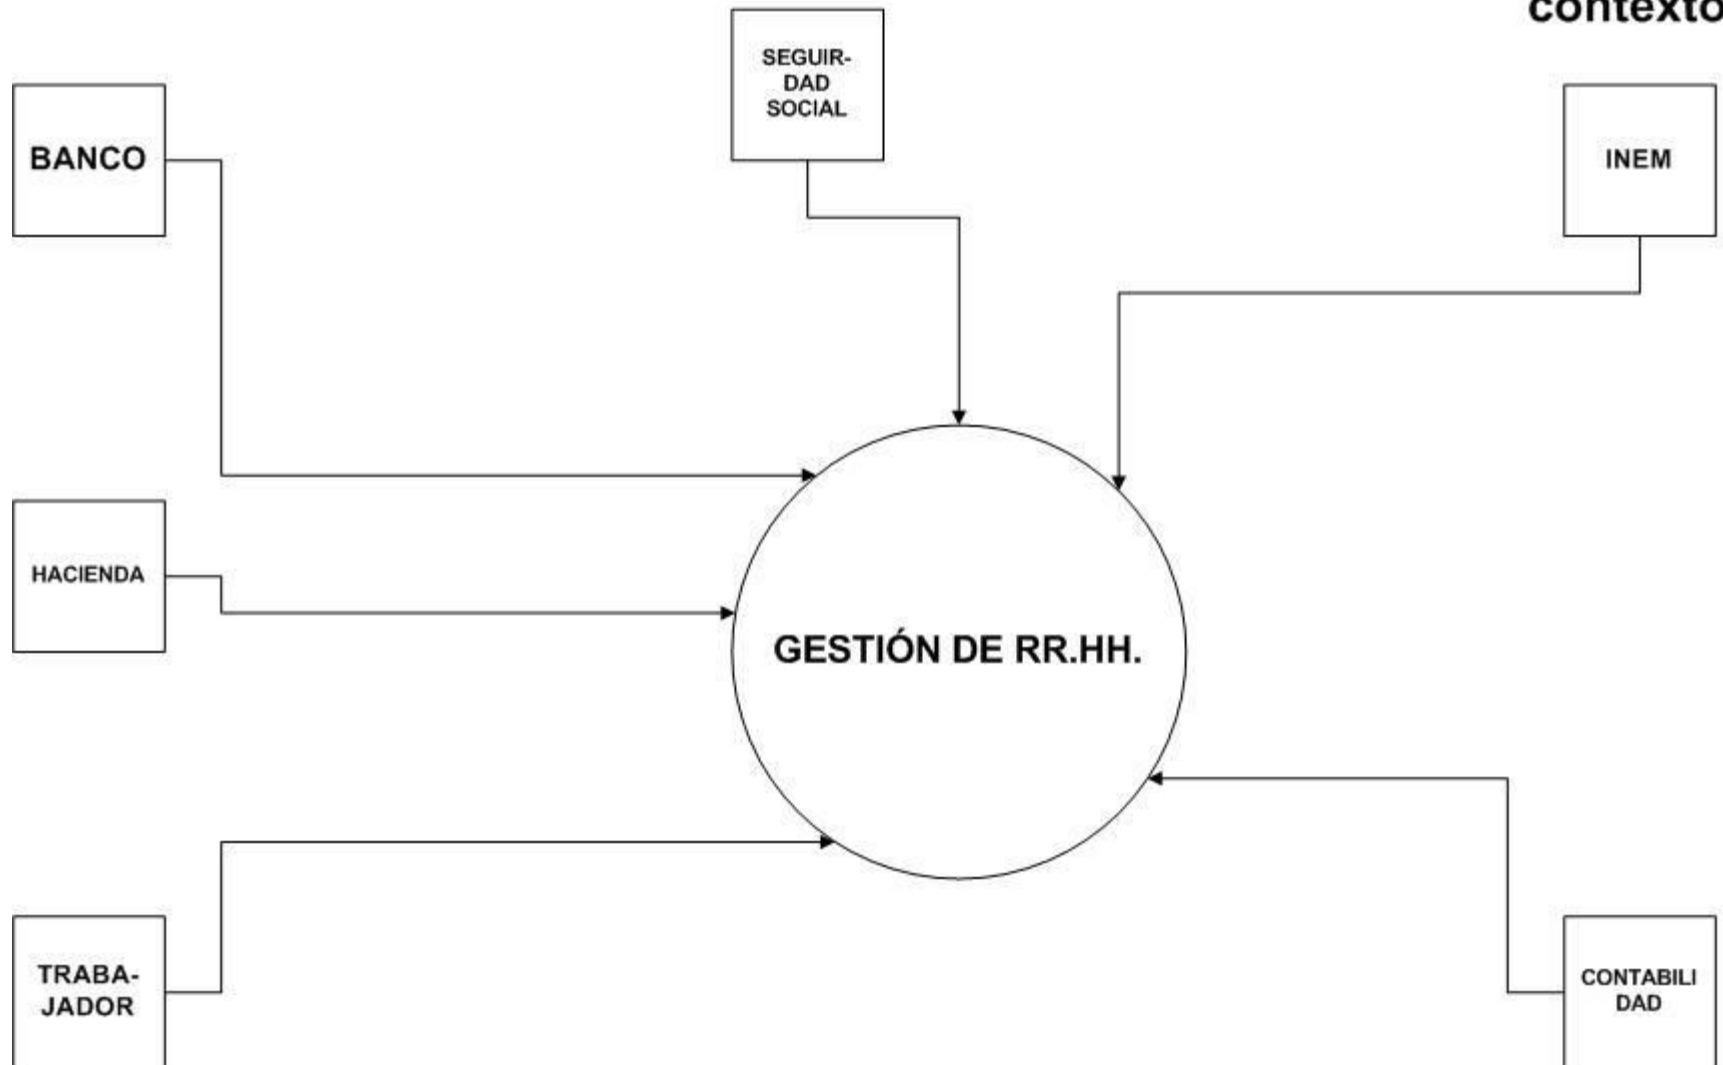 contexto
SEGUIR-
DAD
SOCIAL
BANCO
INEM
HACIENDA
GESTIÓN DE RR.HH.
TRABA-
JADOR
CONTABILI
DAD